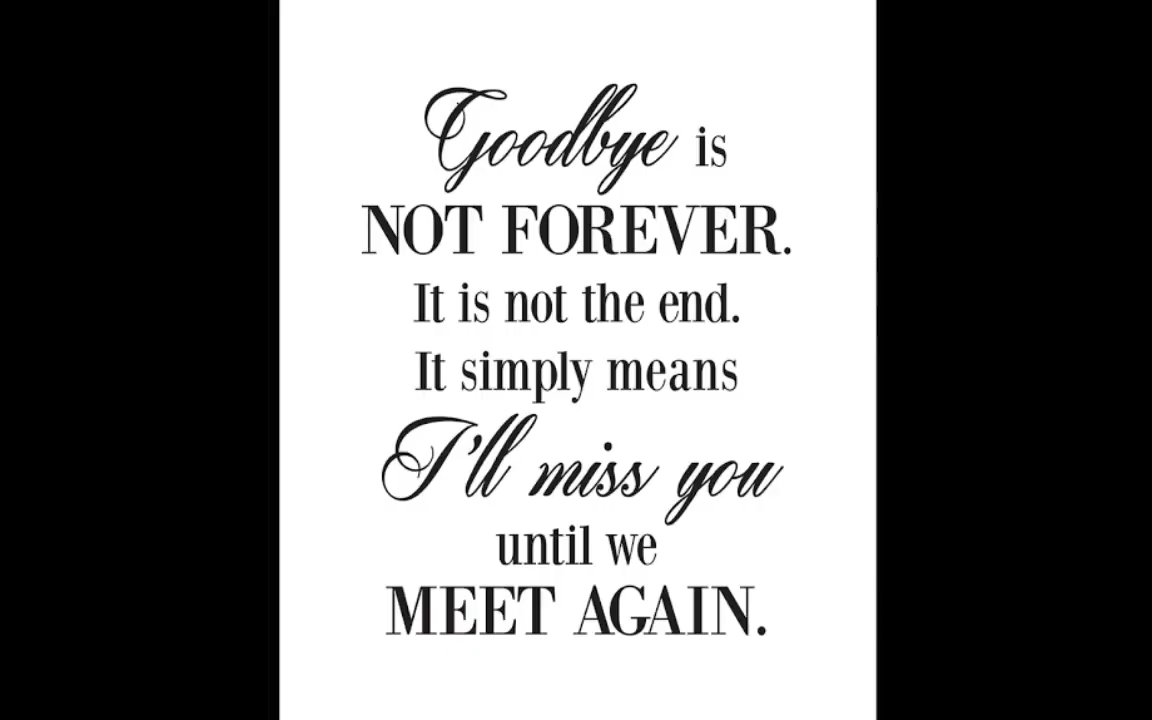 Goodbye is
NOT FOREVER.
It is not the end.
It simply means
I'll miss you
until we
MEET AGAIN.